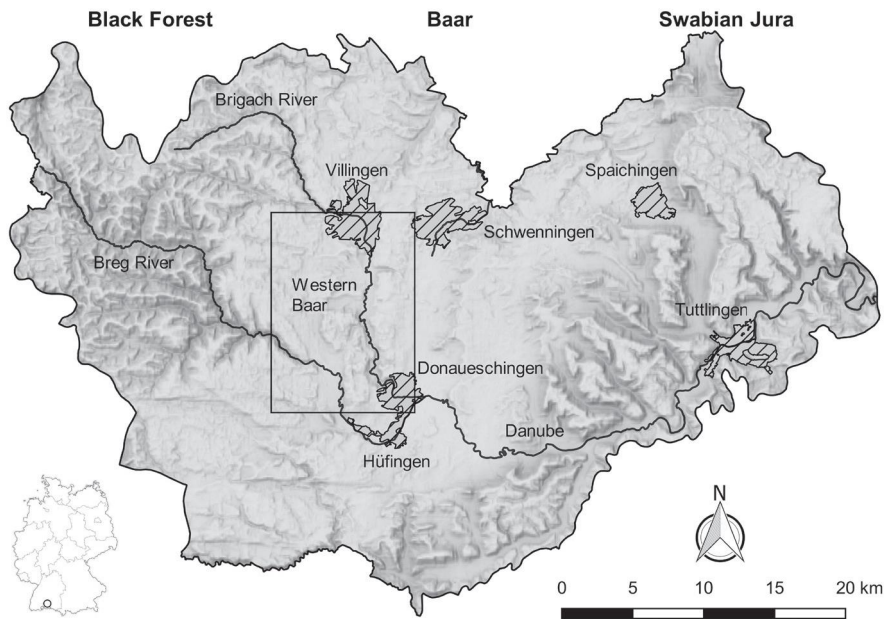 Black Forest
Baar
Swabian Jura
Brigach River
Villingen
Spaichingen
Schwenningen
Breg River
Western
Baar
Tuttlingen
Donaueschingen
Danube
Hüfingen
N
0 5 10 15 20 km